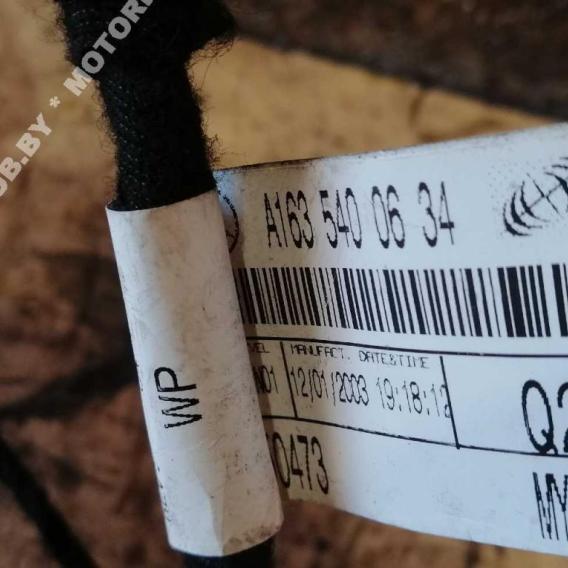 MOTOR
OB.BY *
A163 540 06 34
MANUFACT. DATE&TIME
12/01/2003 19:18:12
WP
0473